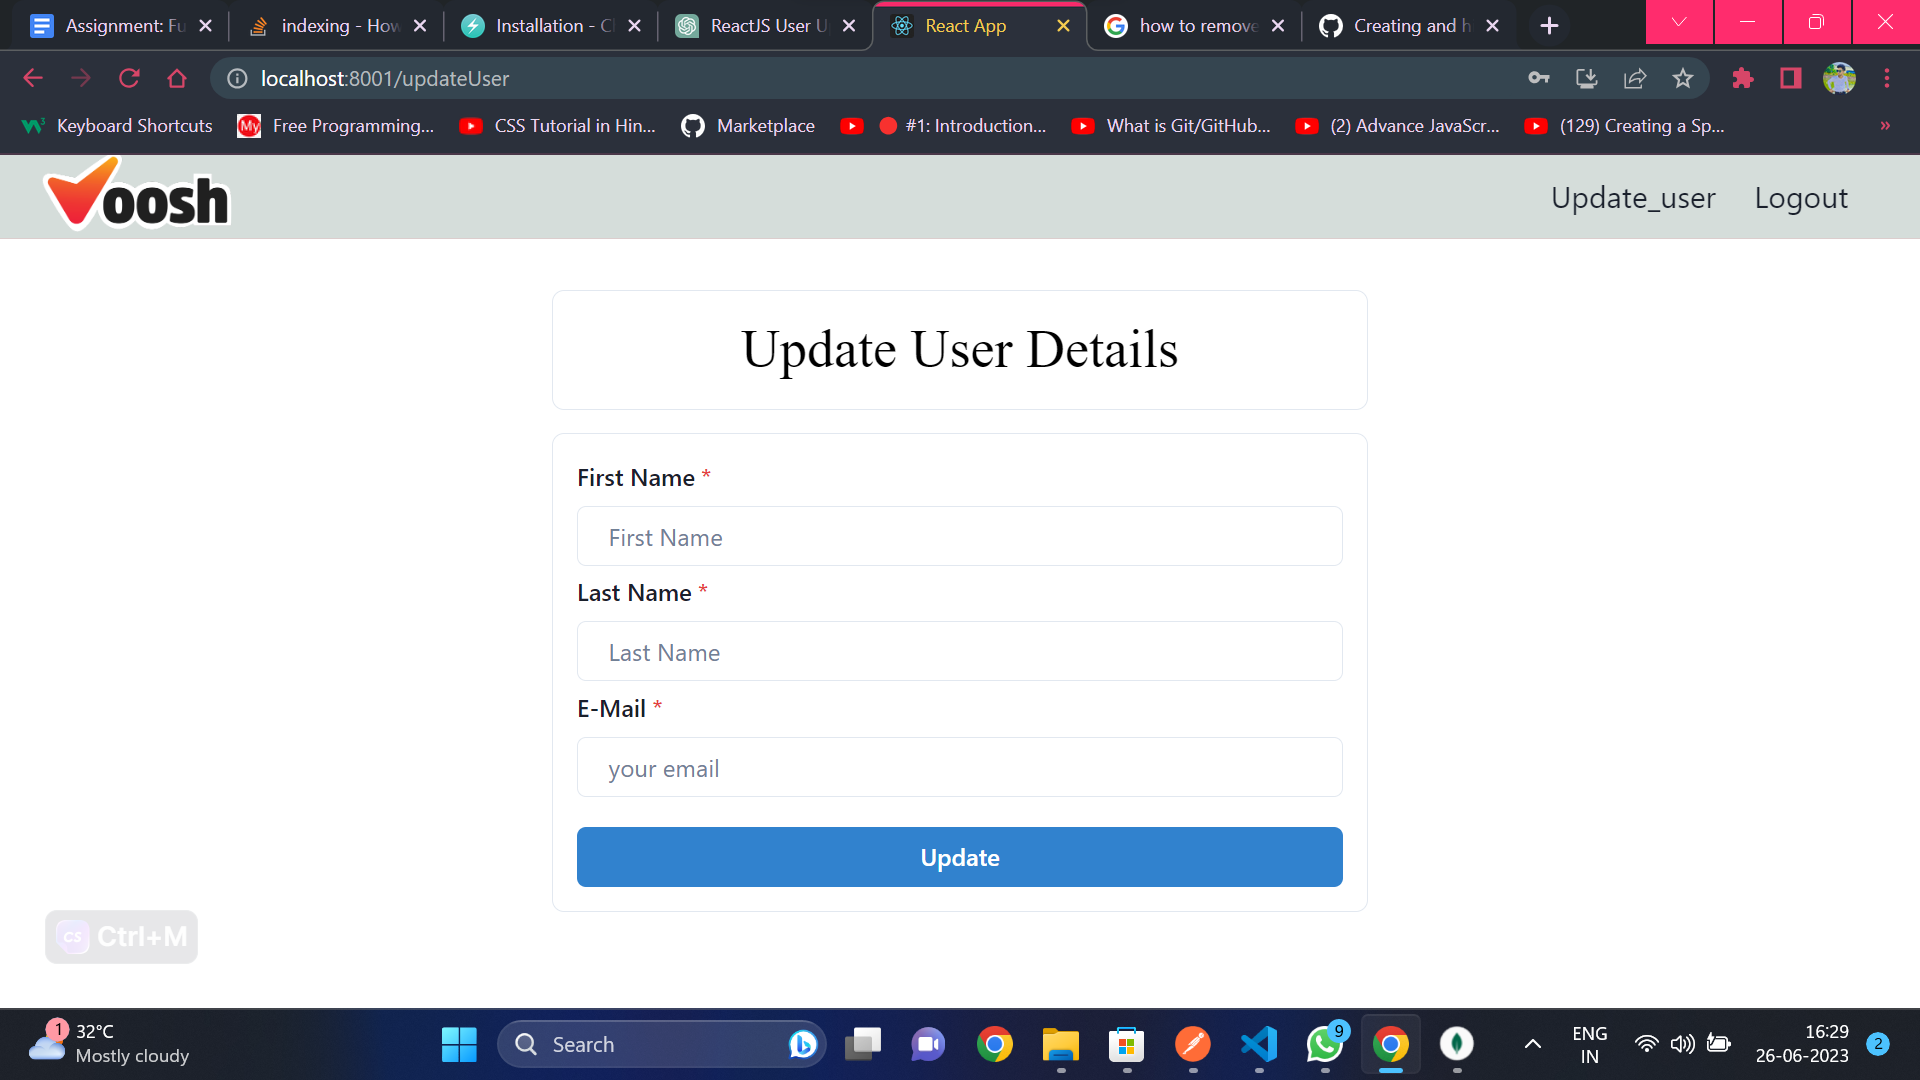 Assignment: Fu
indexing - How
Installation - C
ReactJS User U
React App
how to remove
Creating and h
localhost:8001/updateUser
Keyboard Shortcuts
My
Free Programming...
CSS Tutorial in Hin...
Marketplace
#1: Introduction...
What is Git/GitHub...
(2) Advance JavaScr...
(129) Creating a Sp...
»
Voosh
Update_user
Logout
Update User Details
First Name *
First Name
Last Name *
Last Name
E-Mail *
your email
Update
CS Ctrl+M
1
32°C
Mostly cloudy
Search
9
ENG
IN
16:29
26-06-2023
2